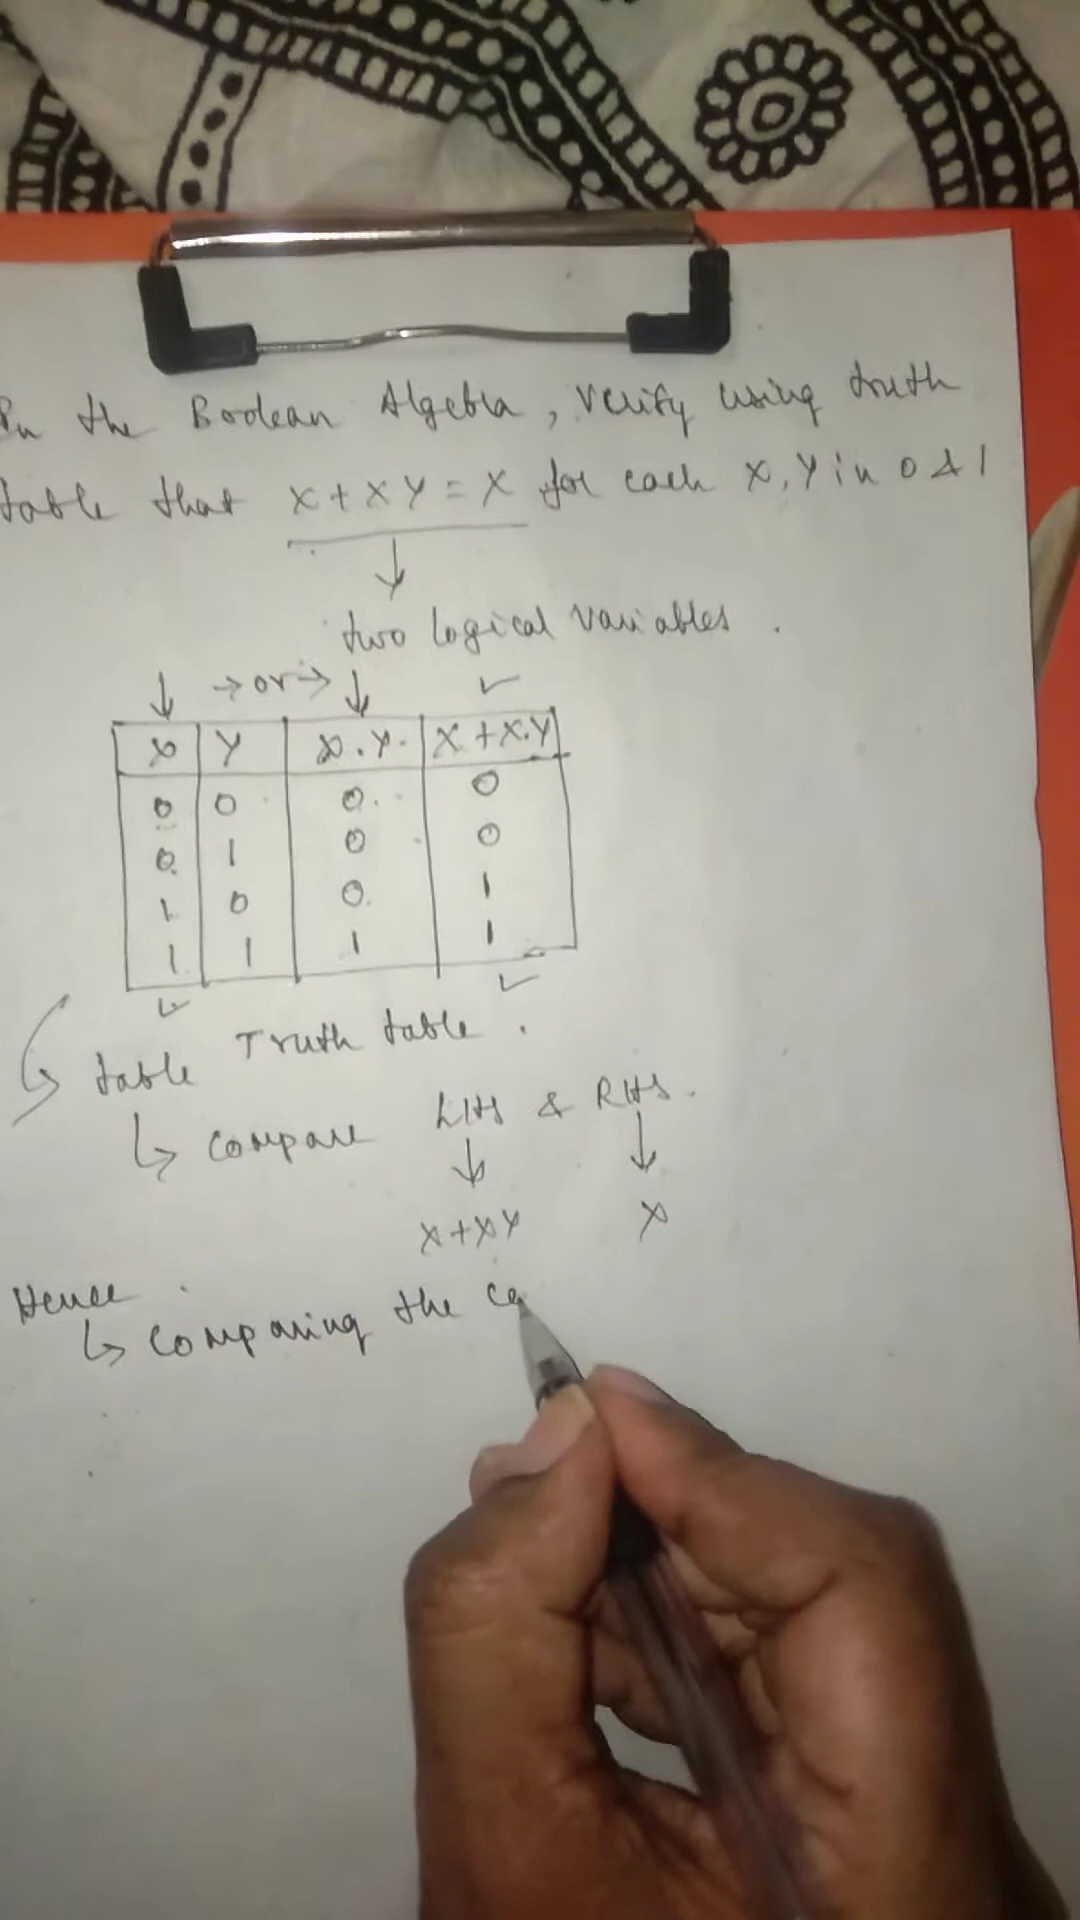 In the Boolean Algebra, verify using truth
table that X + XY = X for each X, Y in 0 & 1
two logical variables .
→ or →
X Y X . Y . X + X.Y
0 0 0 0
0 1 0 0
1 0 0 1
1 1 1 1
Truth table .
table
compare LHS & RHS .
X+XY X
Hence
comparing the co